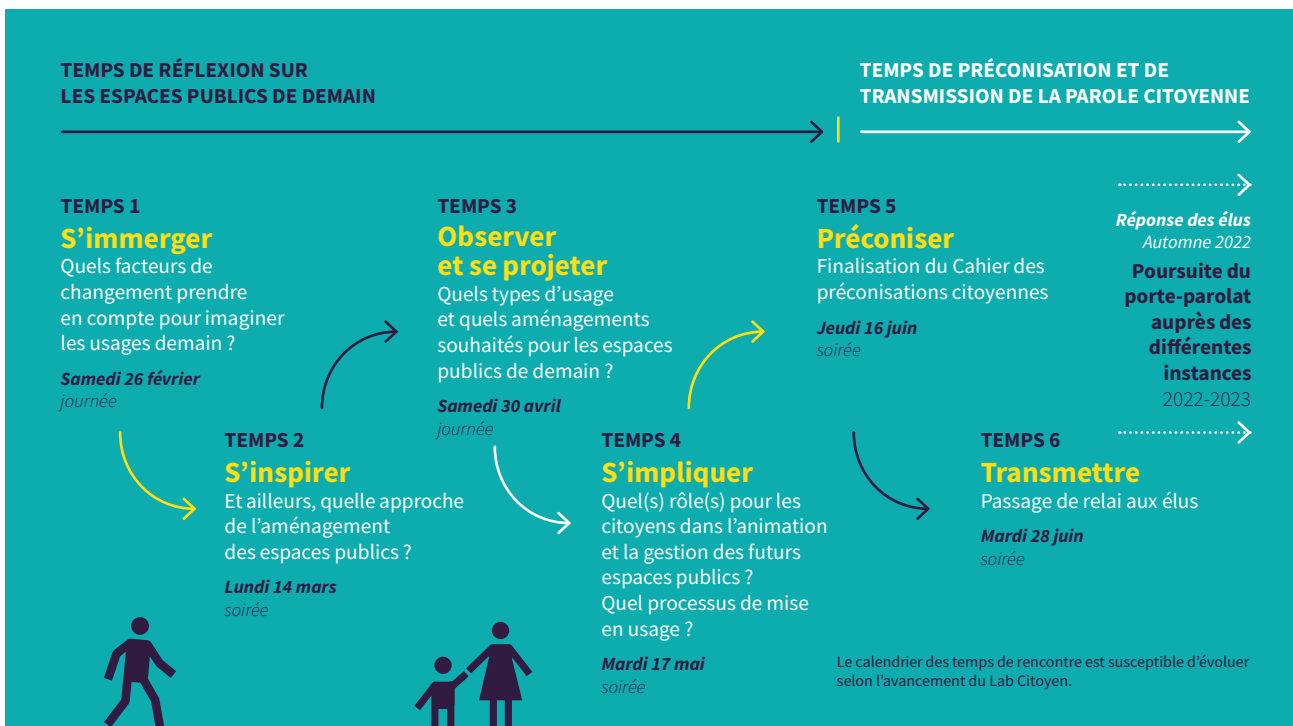 TEMPS DE RÉFLEXION SUR
LES ESPACES PUBLICS DE DEMAIN
TEMPS DE PRÉCONISATION ET DE
TRANSMISSION DE LA PAROLE CITOYENNE
TEMPS 1
S'immerger
Quels facteurs de
changement prendre
en compte pour imaginer
les usages demain ?
Samedi 26 février
journée
TEMPS 2
S'inspirer
Et ailleurs, quelle approche
de l'aménagement
des espaces publics ?
Lundi 14 mars
soirée
TEMPS 3
Observer
et se projeter
Quels types d'usage
et quels aménagements
souhaités pour les espaces
publics de demain ?
Samedi 30 avril
journée
TEMPS 4
S'impliquer
Quel(s) rôle(s) pour les
citoyens dans l'animation
et la gestion des futurs
espaces publics ?
Quel processus de mise
en usage ?
Mardi 17 mai
soirée
TEMPS 5
Préconiser
Finalisation du Cahier des
préconisations citoyennes
Jeudi 16 juin
soirée
TEMPS 6
Transmettre
Passage de relai aux élus
Mardi 28 juin
soirée
Réponse des élus
Automne 2022
Poursuite du
porte-parolat
auprès des
différentes
instances
2022-2023
Le calendrier des temps de rencontre est susceptible d'évoluer
selon l'avancement du Lab Citoyen.